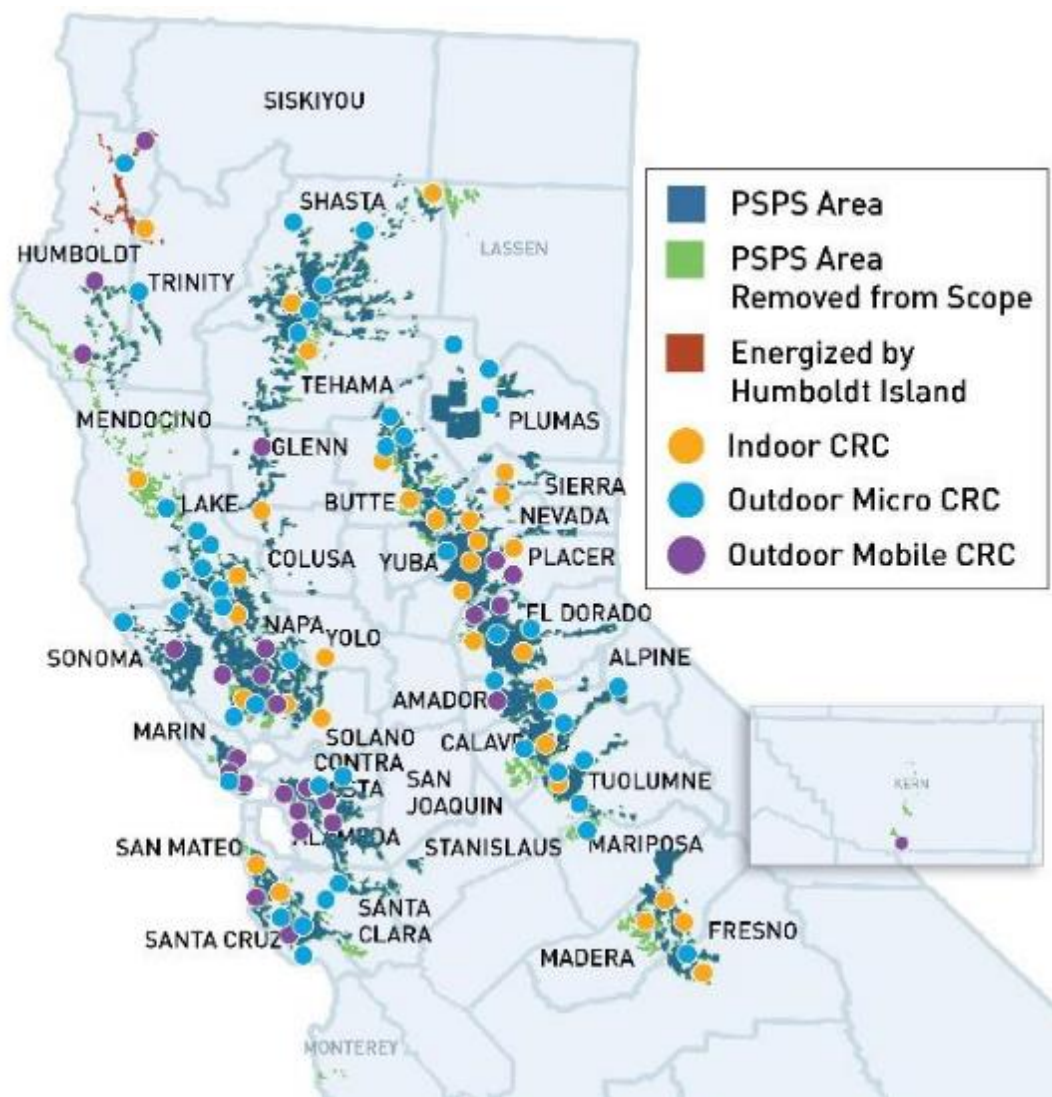 SISKIYOU
SHASTA
LASSEN
HUMBOLDT
TRINITY
TEHAMA
MENDOCINO
PLUMAS
GLENN
SIERRA
LAKE
BUTTE
NEVADA
COLUSA
YUBA
PLACER
NAPA
EL DORADO
YOLO
SONOMA
ALPINE
AMADOR
MARIN
SOLANO
CALAV
CONTRA
STA
SAN
JOAQUIN
TUOLUMNE
ALAMEDA
SAN MATEO
STANISLAUS
MARIPOSA
SANTA
CLARA
SANTA CRUZ
FRESNO
MADERA
MONTEREY
PSPS Area
PSPS Area
Removed from Scope
Energized by
Humboldt Island
Indoor CRC
Outdoor Micro CRC
Outdoor Mobile CRC
KERN